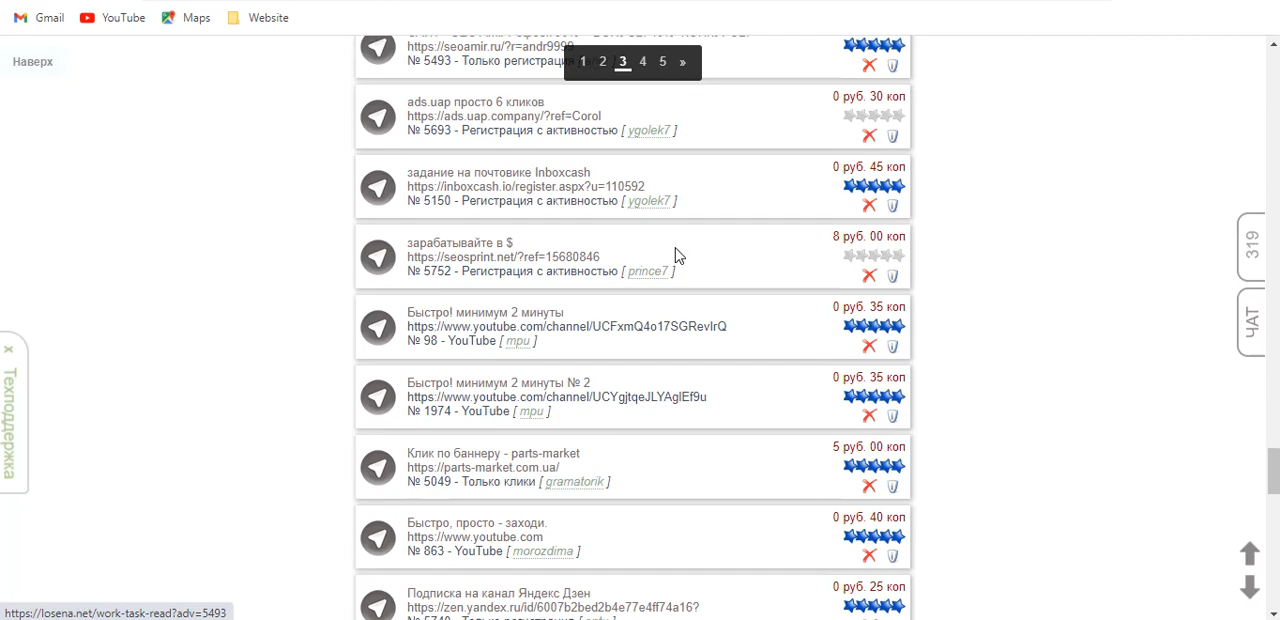 Gmail YouTube Maps Website
Наверх
1 2 3 4 5 »
https://seoamir.ru/?r=andr9999
№ 5493 - Только регистрация
ads.uap просто 6 кликов
0 руб. 30 коп
https://ads.uap.company/?ref=Corol
№ 5693 - Регистрация с активностью [ ygolek7 ]
задание на почтовике Inboxcash
0 руб. 45 коп
https://inboxcash.io/register.aspx?u=110592
№ 5150 - Регистрация с активностью [ ygolek7 ]
зарабатывайте в $
8 руб. 00 коп
https://seosprint.net/?ref=15680846
№ 5752 - Регистрация с активностью [ prince7 ]
Быстро! минимум 2 минуты
0 руб. 35 коп
https://www.youtube.com/channel/UCFxmQ4o17SGRevIrQ
№ 98 - YouTube [ mpu ]
Быстро! минимум 2 минуты № 2
0 руб. 35 коп
https://www.youtube.com/channel/UCYgjtqeJLYAglEf9u
№ 1974 - YouTube [ mpu ]
Клик по баннеру - parts-market
5 руб. 00 коп
https://parts-market.com.ua/
№ 5049 - Только клики [ gramatorik ]
Быстро, просто - заходи.
0 руб. 40 коп
https://www.youtube.com
№ 863 - YouTube [ morozdima ]
Подписка на канал Яндекс Дзен
0 руб. 25 коп
https://zen.yandex.ru/id/6007b2bed2b4e77e4ff74a16?
319
ЧАТ
x
Техподдержка
https://losena.net/work-task-read?adv=5493